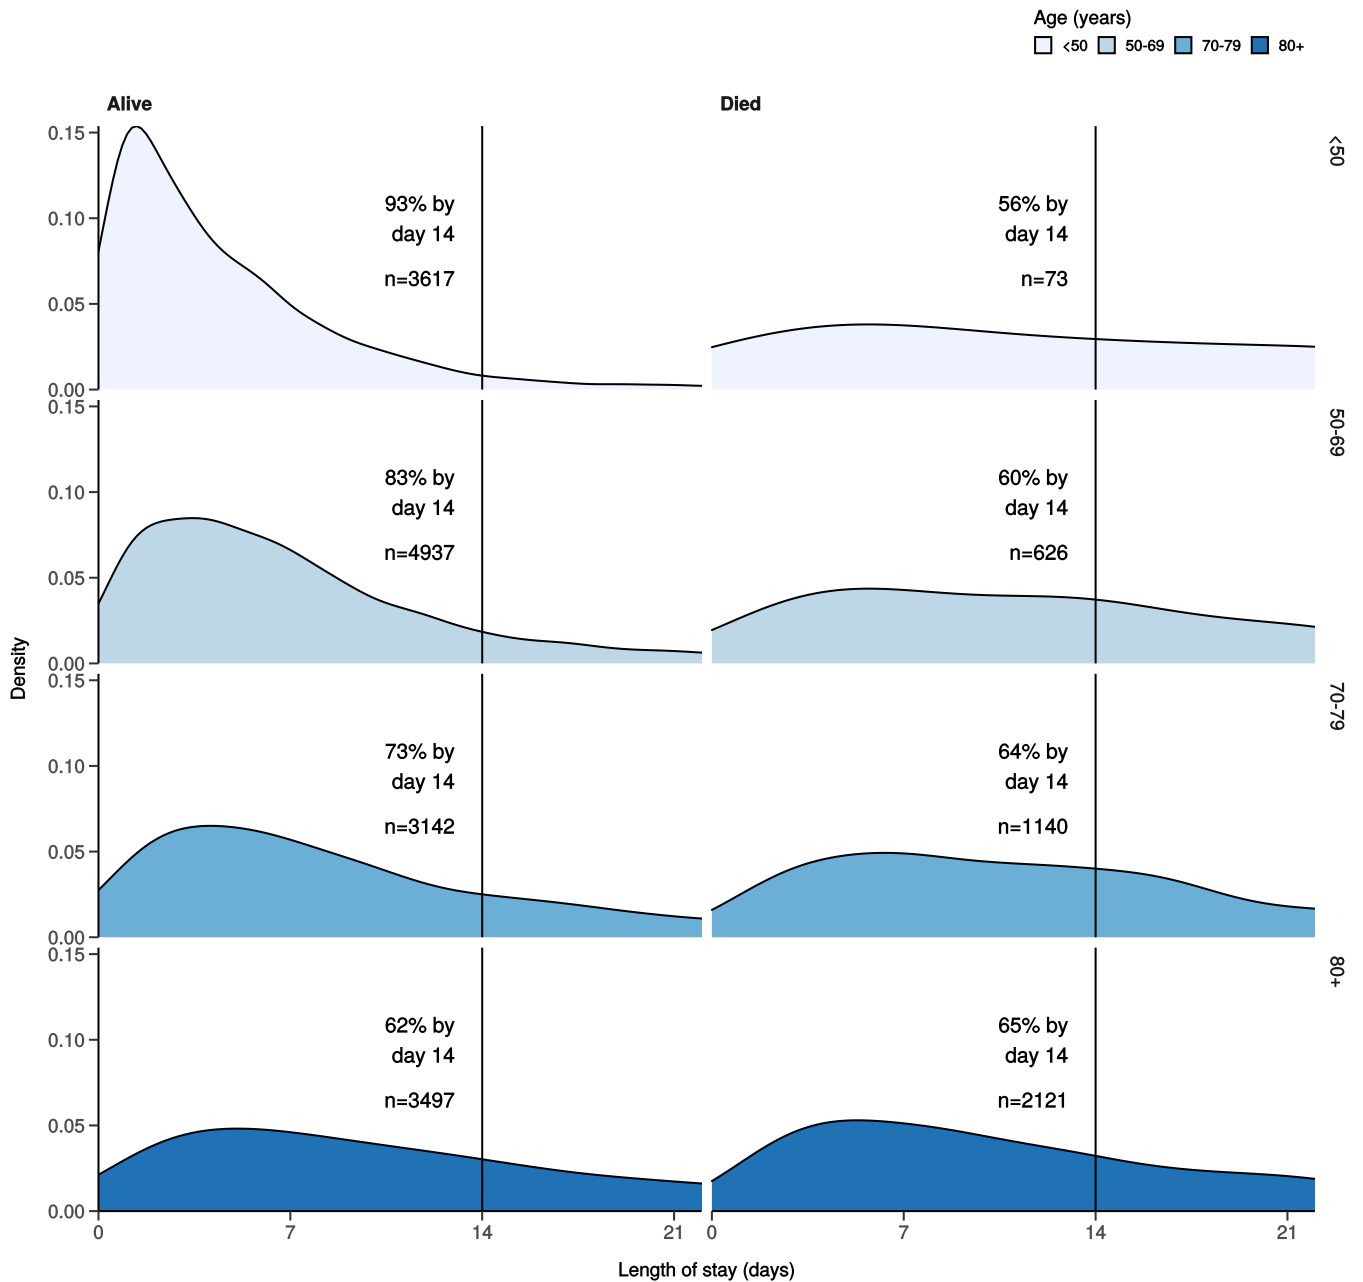 Age (years)
<50 50-69 70-79 80+
Alive Died
0.15
0.10
0.05
0.00
93% by
day 14
n=3617
56% by
day 14
n=73
<50
0.15
0.10
0.05
0.00
83% by
day 14
n=4937
60% by
day 14
n=626
50-69
0.15
0.10
0.05
0.00
73% by
day 14
n=3142
64% by
day 14
n=1140
70-79
0.15
0.10
0.05
0.00
62% by
day 14
n=3497
65% by
day 14
n=2121
80+
Density
0 7 14 21 0 7 14 21
Length of stay (days)